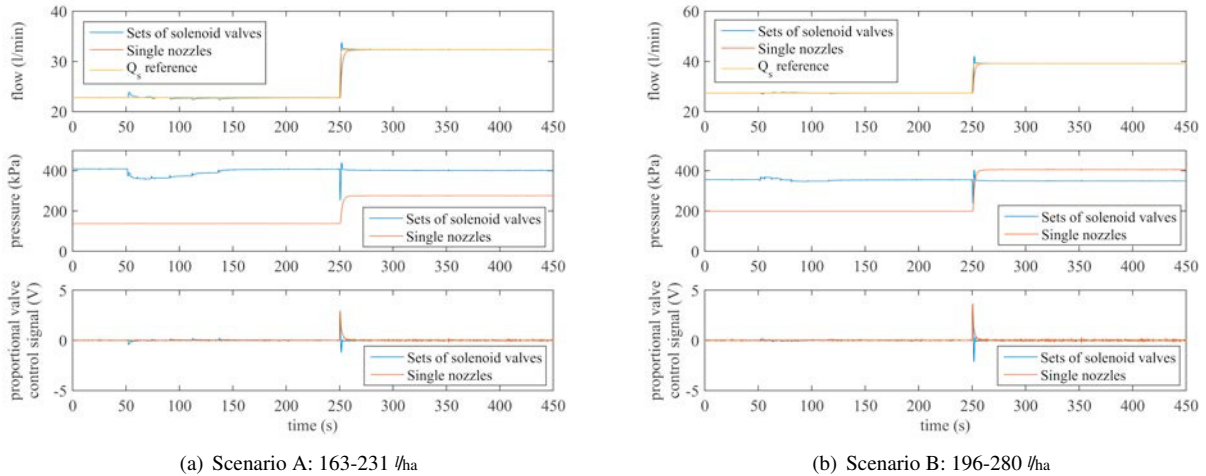 40
30
20
flow (l/min)
Sets of solenoid valves
Single nozzles
Qs reference
0 50 100 150 200 250 300 350 400 450
400
200
0
pressure (kPa)
Sets of solenoid valves
Single nozzles
0 50 100 150 200 250 300 350 400 450
5
0
-5
proportional valve
control signal (V)
Sets of solenoid valves
Single nozzles
0 50 100 150 200 250 300 350 400 450
time (s)
(a) Scenario A: 163-231 l/ha
60
40
20
flow (l/min)
Sets of solenoid valves
Single nozzles
Qs reference
0 50 100 150 200 250 300 350 400 450
400
200
0
pressure (kPa)
Sets of solenoid valves
Single nozzles
0 50 100 150 200 250 300 350 400 450
5
0
-5
proportional valve
control signal (V)
Sets of solenoid valves
Single nozzles
0 50 100 150 200 250 300 350 400 450
time (s)
(b) Scenario B: 196-280 l/ha